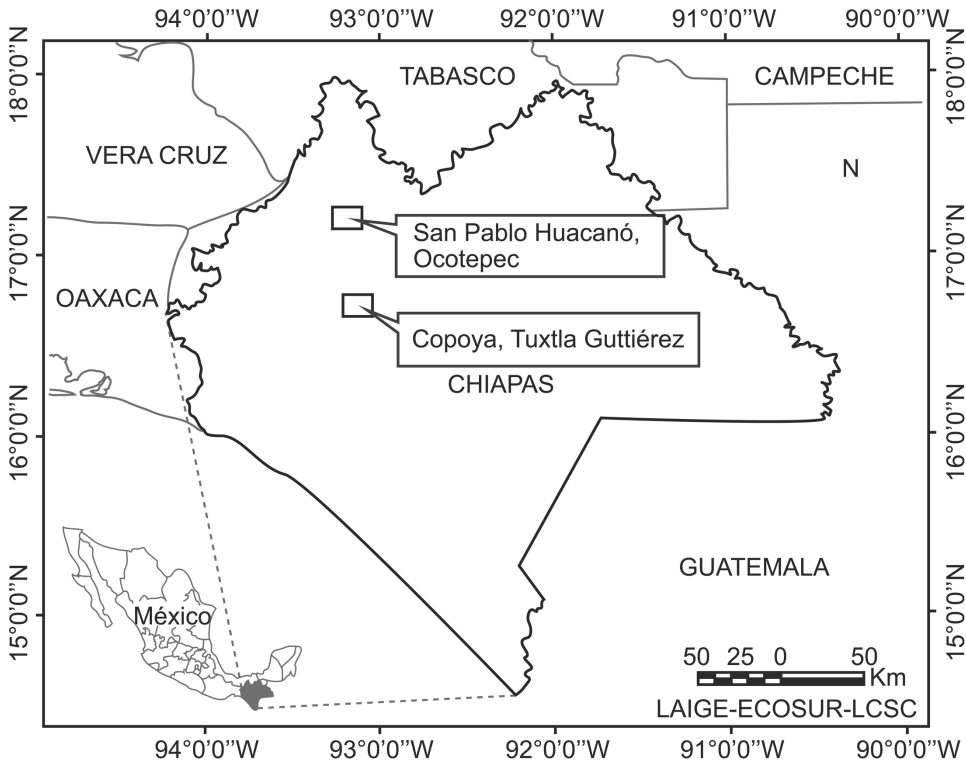 94°0'0''W 93°0'0''W 92°0'0''W 91°0'0''W 90°0'0''W
18°0'0''N
18°0'0''N
TABASCO
CAMPECHE
VERA CRUZ
N
17°0'0''N
17°0'0''N
San Pablo Huacanó,
Ocotepec
OAXACA
Copoya, Tuxtla Guttiérez
CHIAPAS
16°0'0''N
16°0'0''N
GUATEMALA
15°0'0''N
15°0'0''N
México
50 25 0 50
Km
LAIGE-ECOSUR-LCSC
94°0'0''W 93°0'0''W 92°0'0''W 91°0'0''W 90°0'0''W